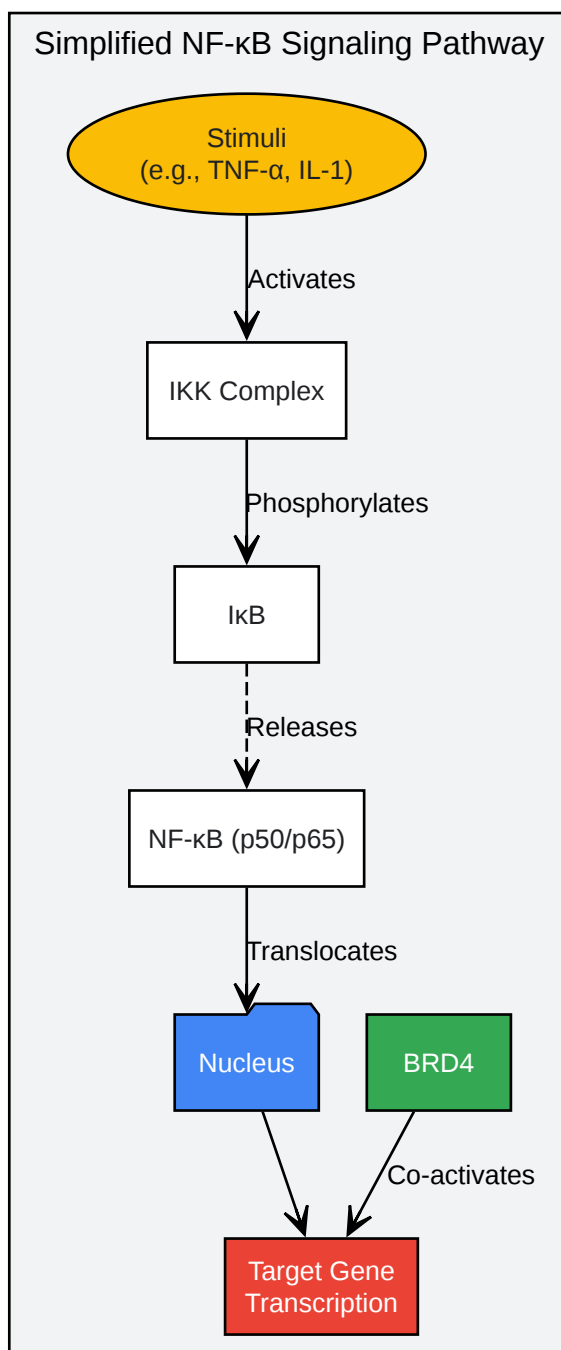 Simplified NF-κB Signaling Pathway
Stimuli
(e.g., TNF-α, IL-1)
Activates
IKK Complex
Phosphorylates
IκB
Releases
NF-κB (p50/p65)
Translocates
Nucleus
BRD4
Co-activates
Target Gene
Transcription